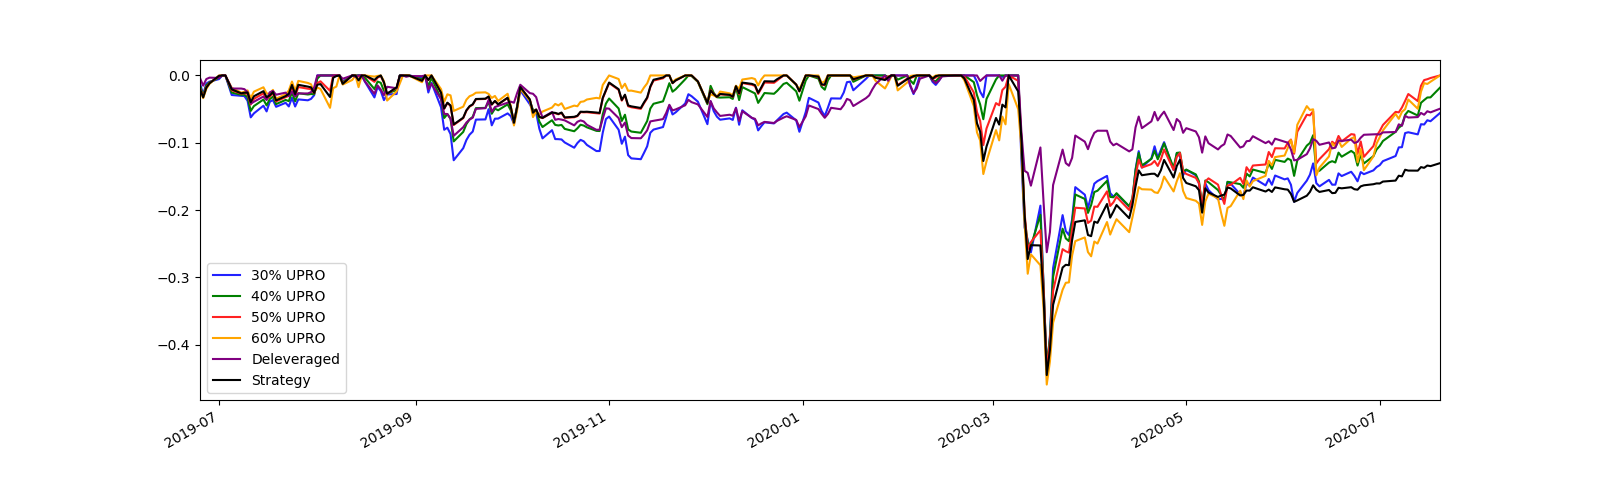 0.0
−0.1
−0.2
−0.3
−0.4
30% UPRO
40% UPRO
50% UPRO
60% UPRO
Deleveraged
Strategy
2019-07
2019-09
2019-11
2020-01
2020-03
2020-05
2020-07